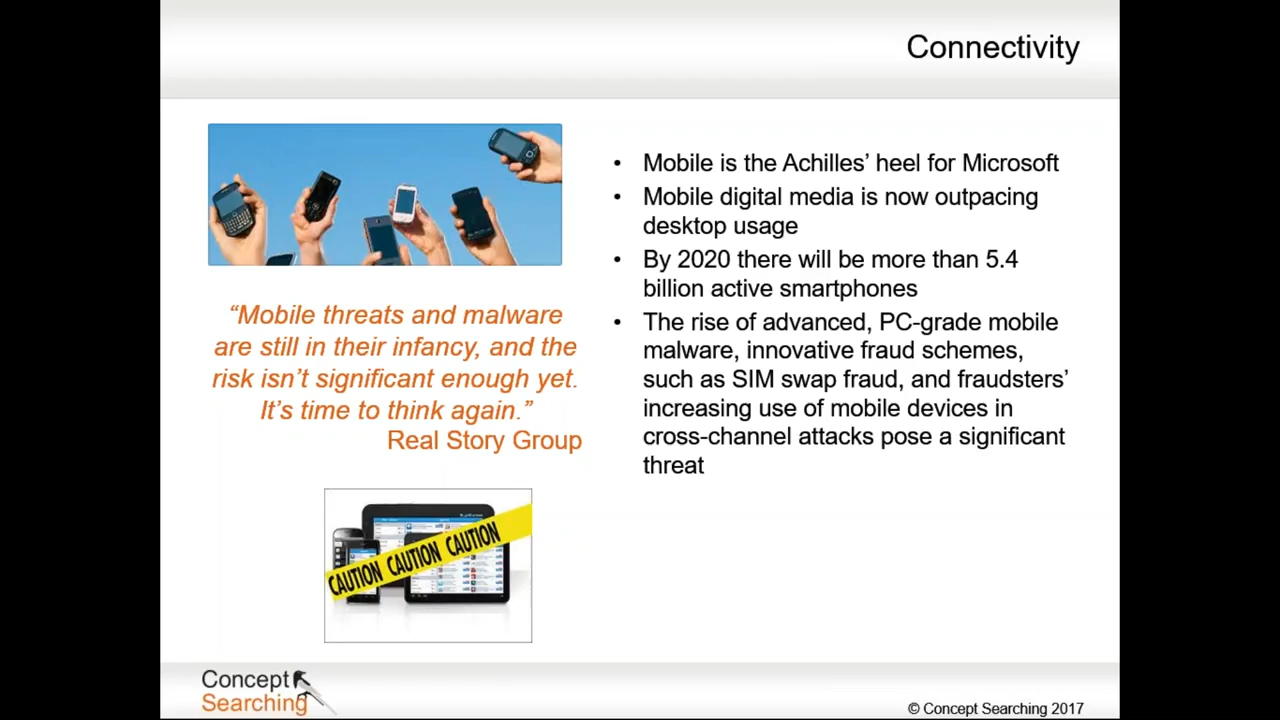 Connectivity
“Mobile threats and malware
are still in their infancy, and the
risk isn’t significant enough yet.
It’s time to think again.”
Real Story Group
CAUTION CAUTION CAUTION
• Mobile is the Achilles’ heel for Microsoft
• Mobile digital media is now outpacing
desktop usage
• By 2020 there will be more than 5.4
billion active smartphones
• The rise of advanced, PC-grade mobile
malware, innovative fraud schemes,
such as SIM swap fraud, and fraudsters’
increasing use of mobile devices in
cross-channel attacks pose a significant
threat
Concept
Searching
© Concept Searching 2017